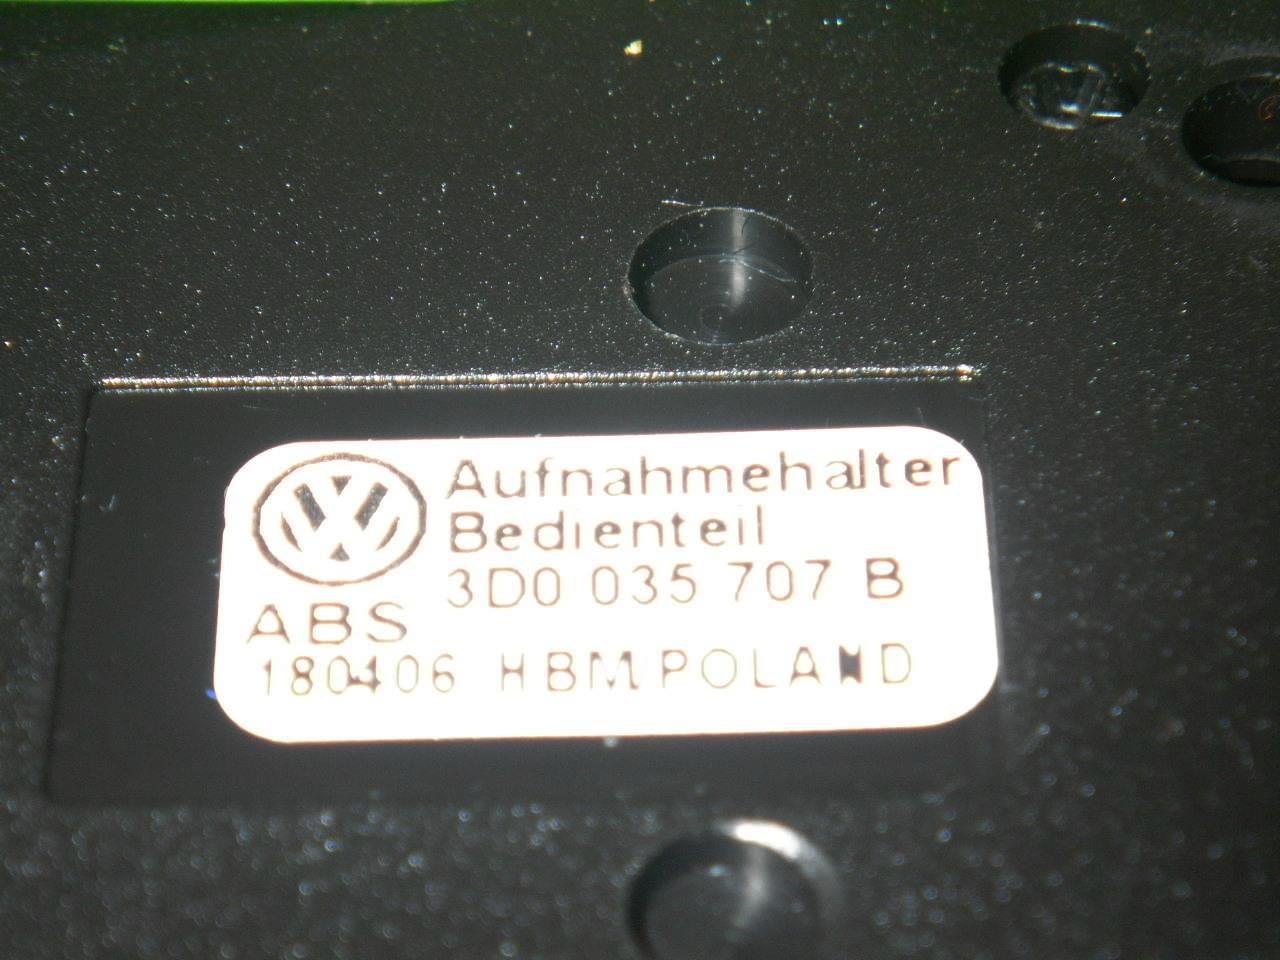 Aufnahmehalter
Bedienteil
3D0 035 707 B
ABS
180406 HBM POLAND